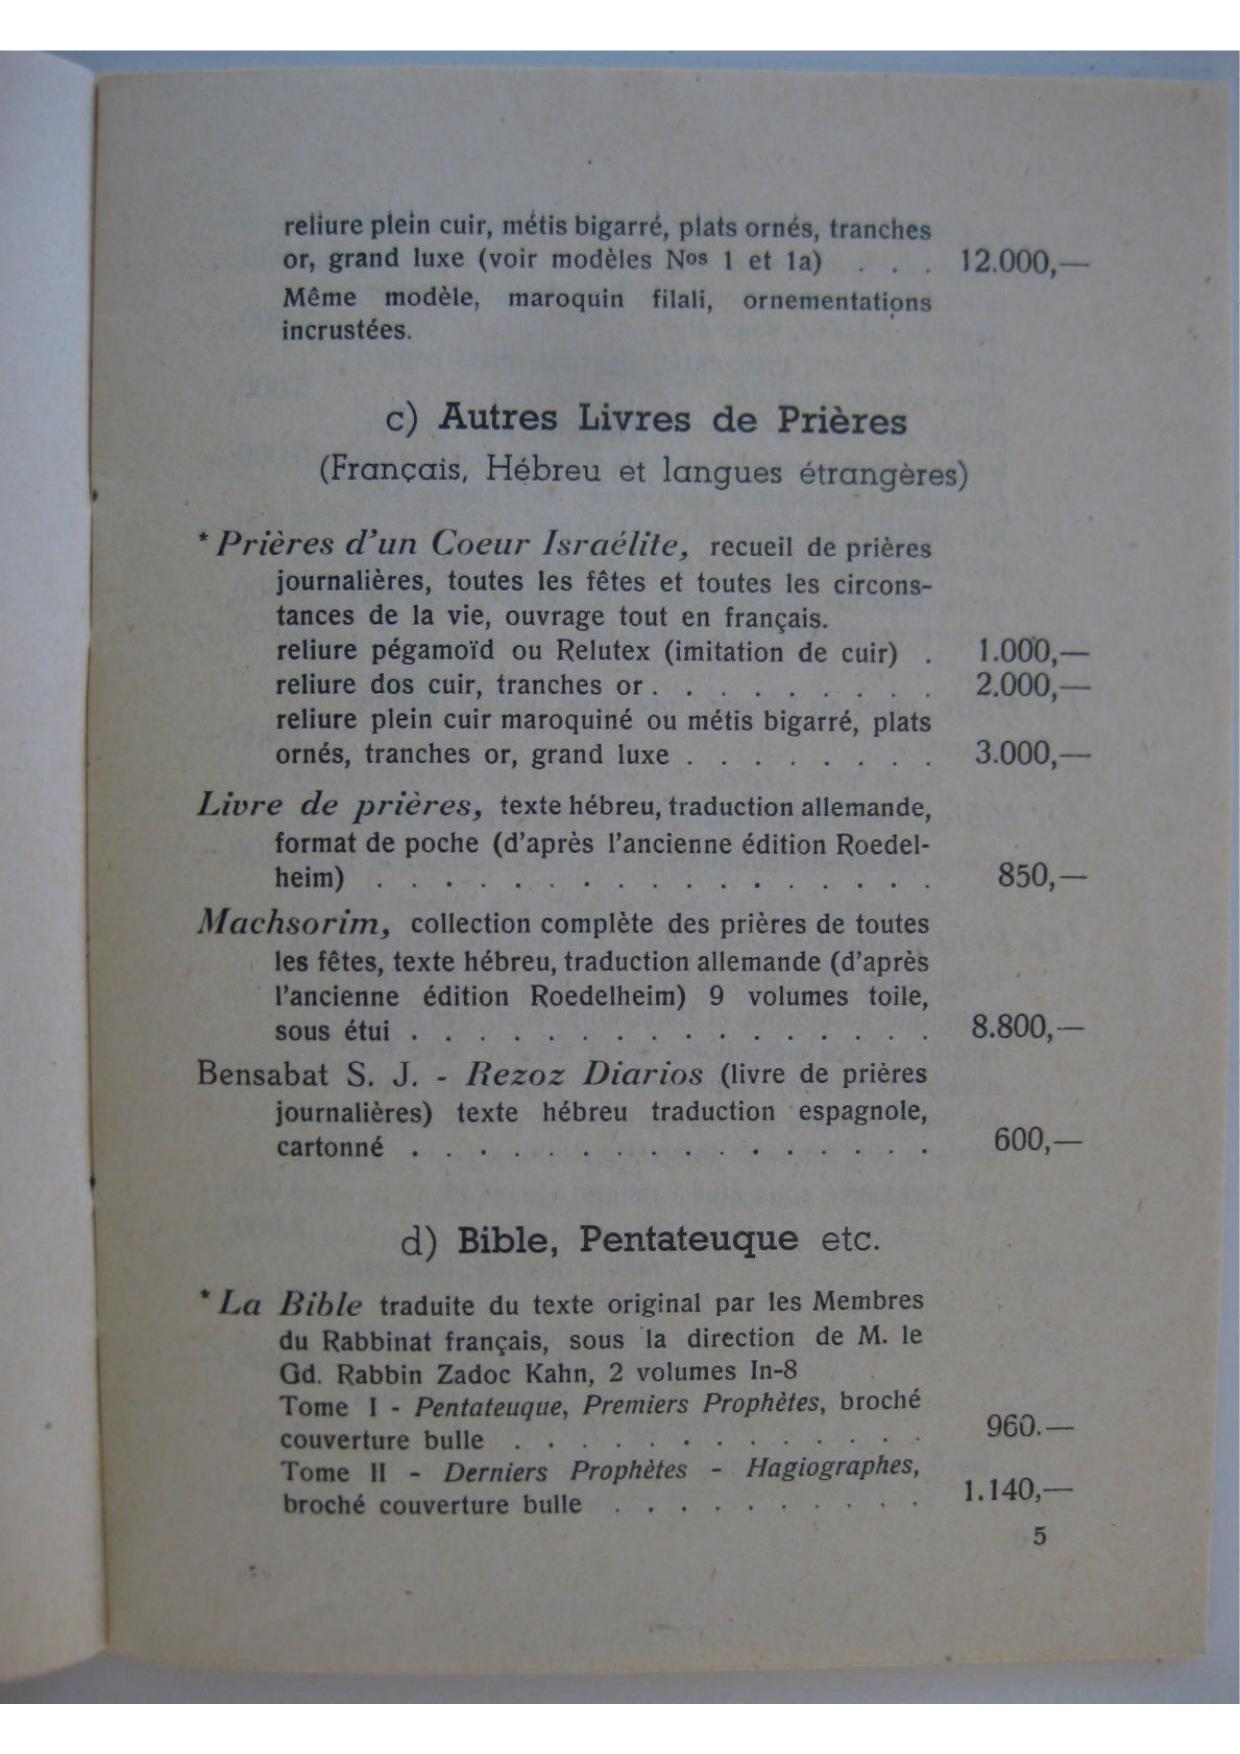 reliure plein cuir, métis bigarré, plats ornés, tranches
or, grand luxe (voir modèles Nos 1 et 1a) . . . 12.000,—
Même modèle, maroquin filali, ornementations
incrustées.
c) Autres Livres de Prières
(Français, Hébreu et langues étrangères)
* Prières d'un Coeur Israélite, recueil de prières
journalières, toutes les fêtes et toutes les circons-
tances de la vie, ouvrage tout en français.
reliure pégamoïd ou Relutex (imitation de cuir) . 1.000,—
reliure dos cuir, tranches or . . . . . . . . . 2.000,—
reliure plein cuir maroquiné ou métis bigarré, plats
ornés, tranches or, grand luxe . . . . . . . . 3.000,—
Livre de prières, texte hébreu, traduction allemande,
format de poche (d'après l'ancienne édition Roedel-
heim) . . . . . . . . . . . . . . . . . 850,—
Machsorim, collection complète des prières de toutes
les fêtes, texte hébreu, traduction allemande (d'après
l'ancienne édition Roedelheim) 9 volumes toile,
sous étui . . . . . . . . . . . . . . . . 8.800,—
Bensabat S. J. - Rezoz Diarios (livre de prières
journalières) texte hébreu traduction espagnole,
cartonné . . . . . . . . . . . . . . . . 600,—
d) Bible, Pentateuque etc.
* La Bible traduite du texte original par les Membres
du Rabbinat français, sous la direction de M. le
Gd. Rabbin Zadoc Kahn, 2 volumes In-8
Tome I - Pentateuque, Premiers Prophètes, broché
couverture bulle . . . . . . . . . . . . . 960.—
Tome II - Derniers Prophètes - Hagiographes,
broché couverture bulle . . . . . . . . . . 1.140,—
5